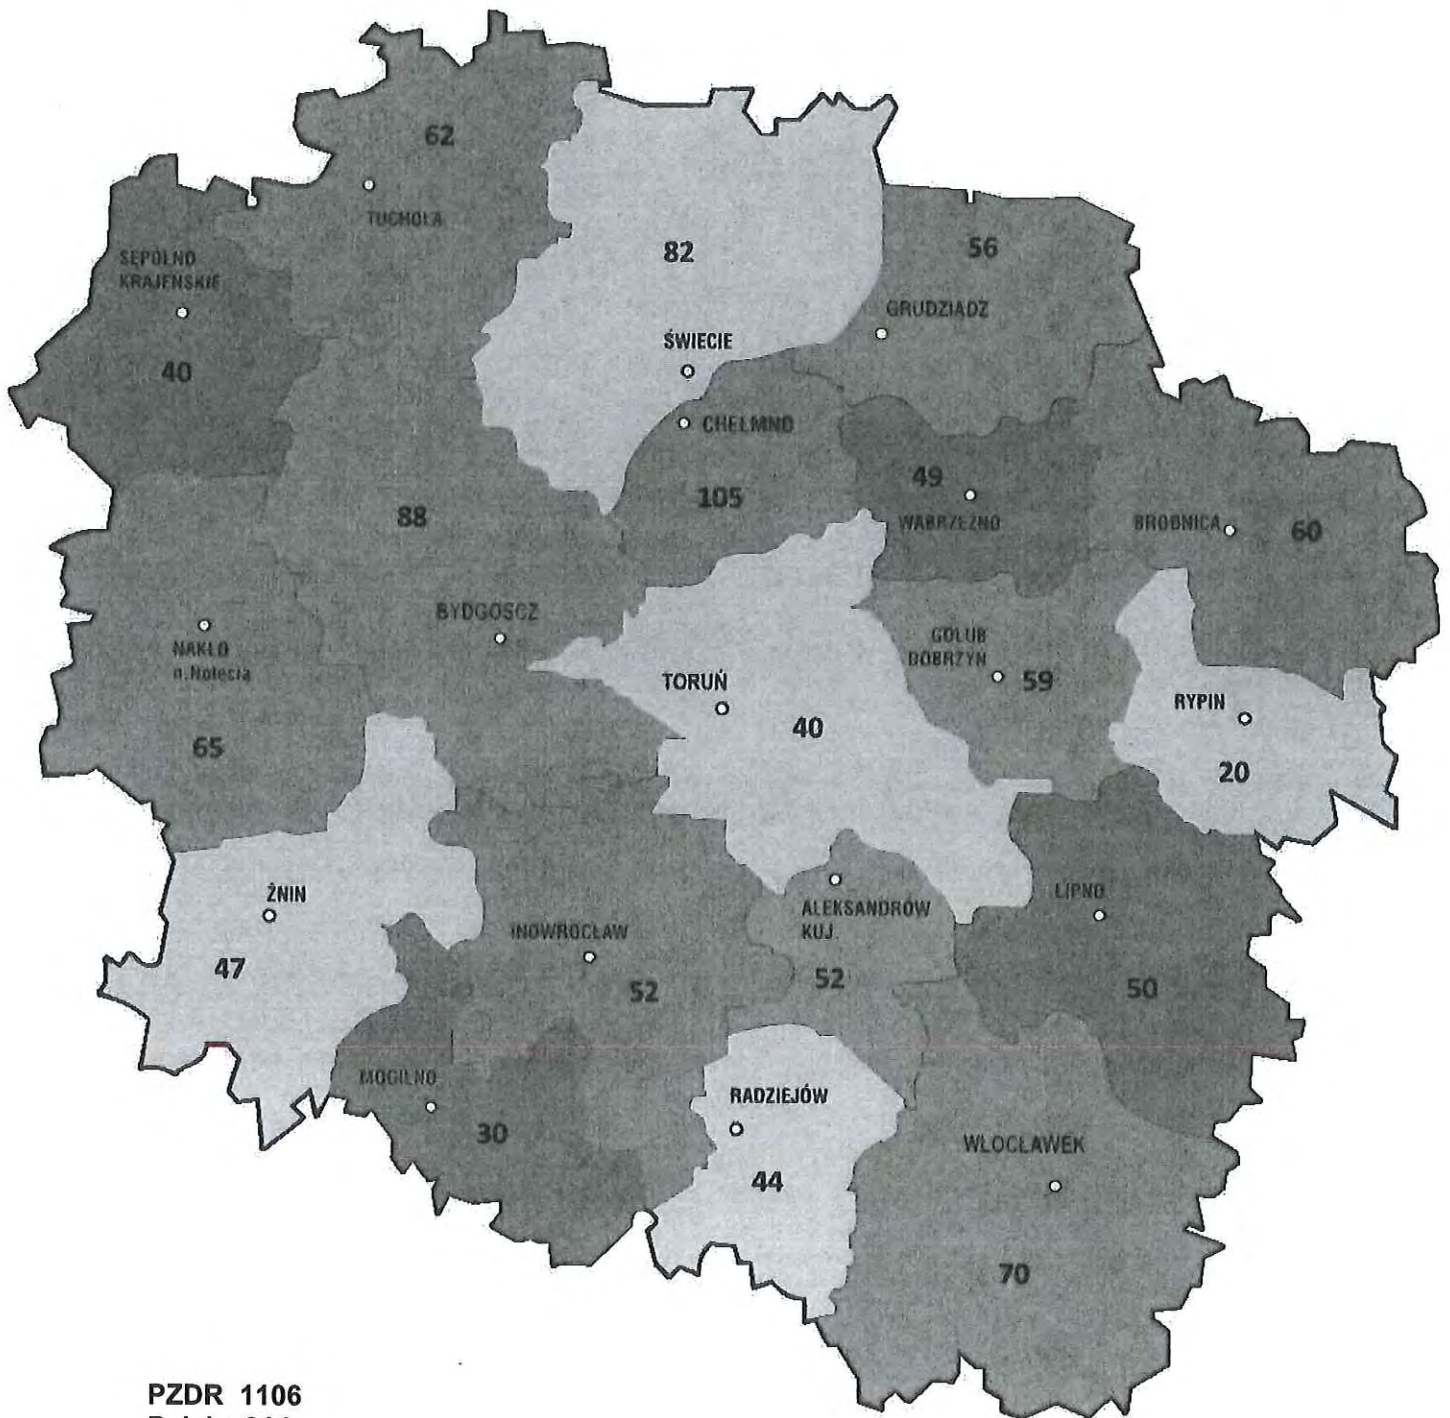 62
TUCHOLA
SĘPÓLNO
KRAJEŃSKIE
40
82
ŚWIECIE
56
GRUDZIĄDZ
CHEŁMNO
105
49
WĄBRZEŹNO
BRODNICA
60
88
BYDGOSCZ
NAKŁO
n.Notecią
65
TORUŃ
40
GOLUB
DOBRZYŃ
59
RYPIN
20
ŻNIN
47
INOWROCŁAW
52
ALEKSANDRÓW
KUJ.
52
LIPNO
50
MOGILNO
30
RADZIEJÓW
44
WŁOCŁAWEK
70
PZDR 1106